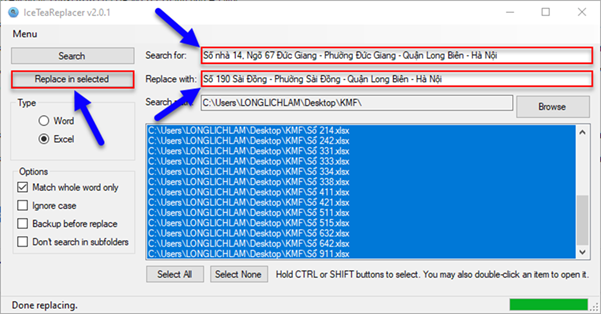 IceTeaReplacer v2.0.1
Menu
Search
Replace in selected
Type
Word
Excel
Options
Match whole word only
Ignore case
Backup before replace
Don't search in subfolders
Search for:
Số nhà 14, Ngõ 67 Đức Giang - Phường Đức Giang - Quận Long Biên - Hà Nội
Replace with:
Số 190 Sài Đồng - Phường Sài Đồng - Quận Long Biên - Hà Nội
Search
C:\Users\LONGLICHLAM\Desktop\KMF\
Browse
C:\Users\LONGLICHLAM\Desktop\KMF\Số 214.xlsx
C:\Users\LONGLICHLAM\Desktop\KMF\Số 242.xlsx
C:\Users\LONGLICHLAM\Desktop\KMF\Số 331.xlsx
C:\Users\LONGLICHLAM\Desktop\KMF\Số 333.xlsx
C:\Users\LONGLICHLAM\Desktop\KMF\Số 334.xlsx
C:\Users\LONGLICHLAM\Desktop\KMF\Số 338.xlsx
C:\Users\LONGLICHLAM\Desktop\KMF\Số 411.xlsx
C:\Users\LONGLICHLAM\Desktop\KMF\Số 421.xlsx
C:\Users\LONGLICHLAM\Desktop\KMF\Số 511.xlsx
C:\Users\LONGLICHLAM\Desktop\KMF\Số 515.xlsx
C:\Users\LONGLICHLAM\Desktop\KMF\Số 632.xlsx
C:\Users\LONGLICHLAM\Desktop\KMF\Số 642.xlsx
C:\Users\LONGLICHLAM\Desktop\KMF\Số 911.xlsx
Select All
Select None
Hold CTRL or SHIFT buttons to select. You may also double-click an item to open it.
Done replacing.